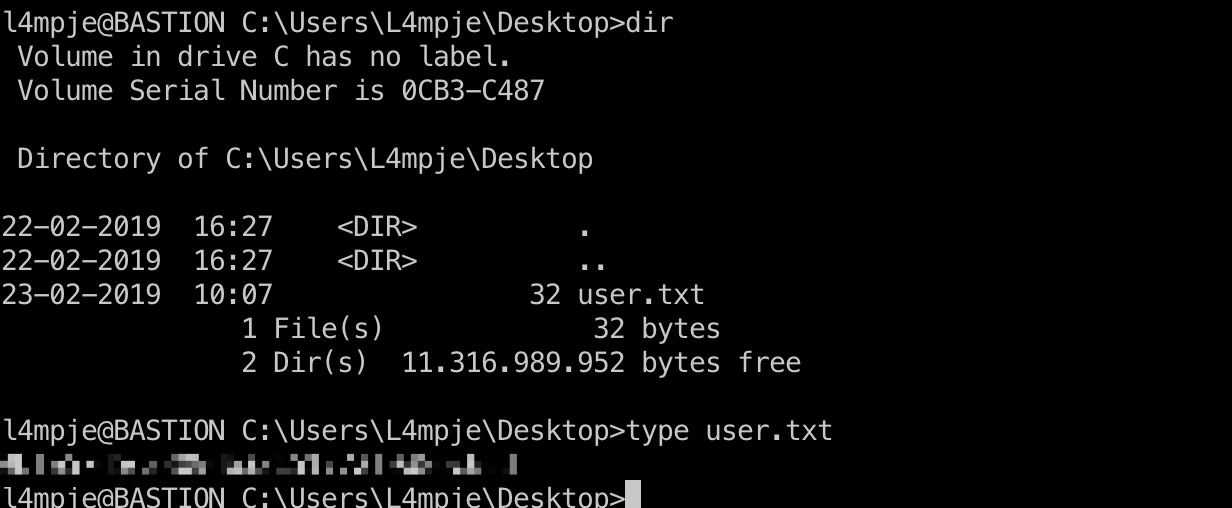 l4mpje@BASTION C:\Users\L4mpje\Desktop>dir
 Volume in drive C has no label.
 Volume Serial Number is 0CB3-C487

 Directory of C:\Users\L4mpje\Desktop

22-02-2019  16:27    <DIR>          .
22-02-2019  16:27    <DIR>          ..
23-02-2019  10:07                32 user.txt
               1 File(s)             32 bytes
               2 Dir(s)  11.316.989.952 bytes free

l4mpje@BASTION C:\Users\L4mpje\Desktop>type user.txt
l4mpje@BASTION C:\Users\L4mpje\Desktop>